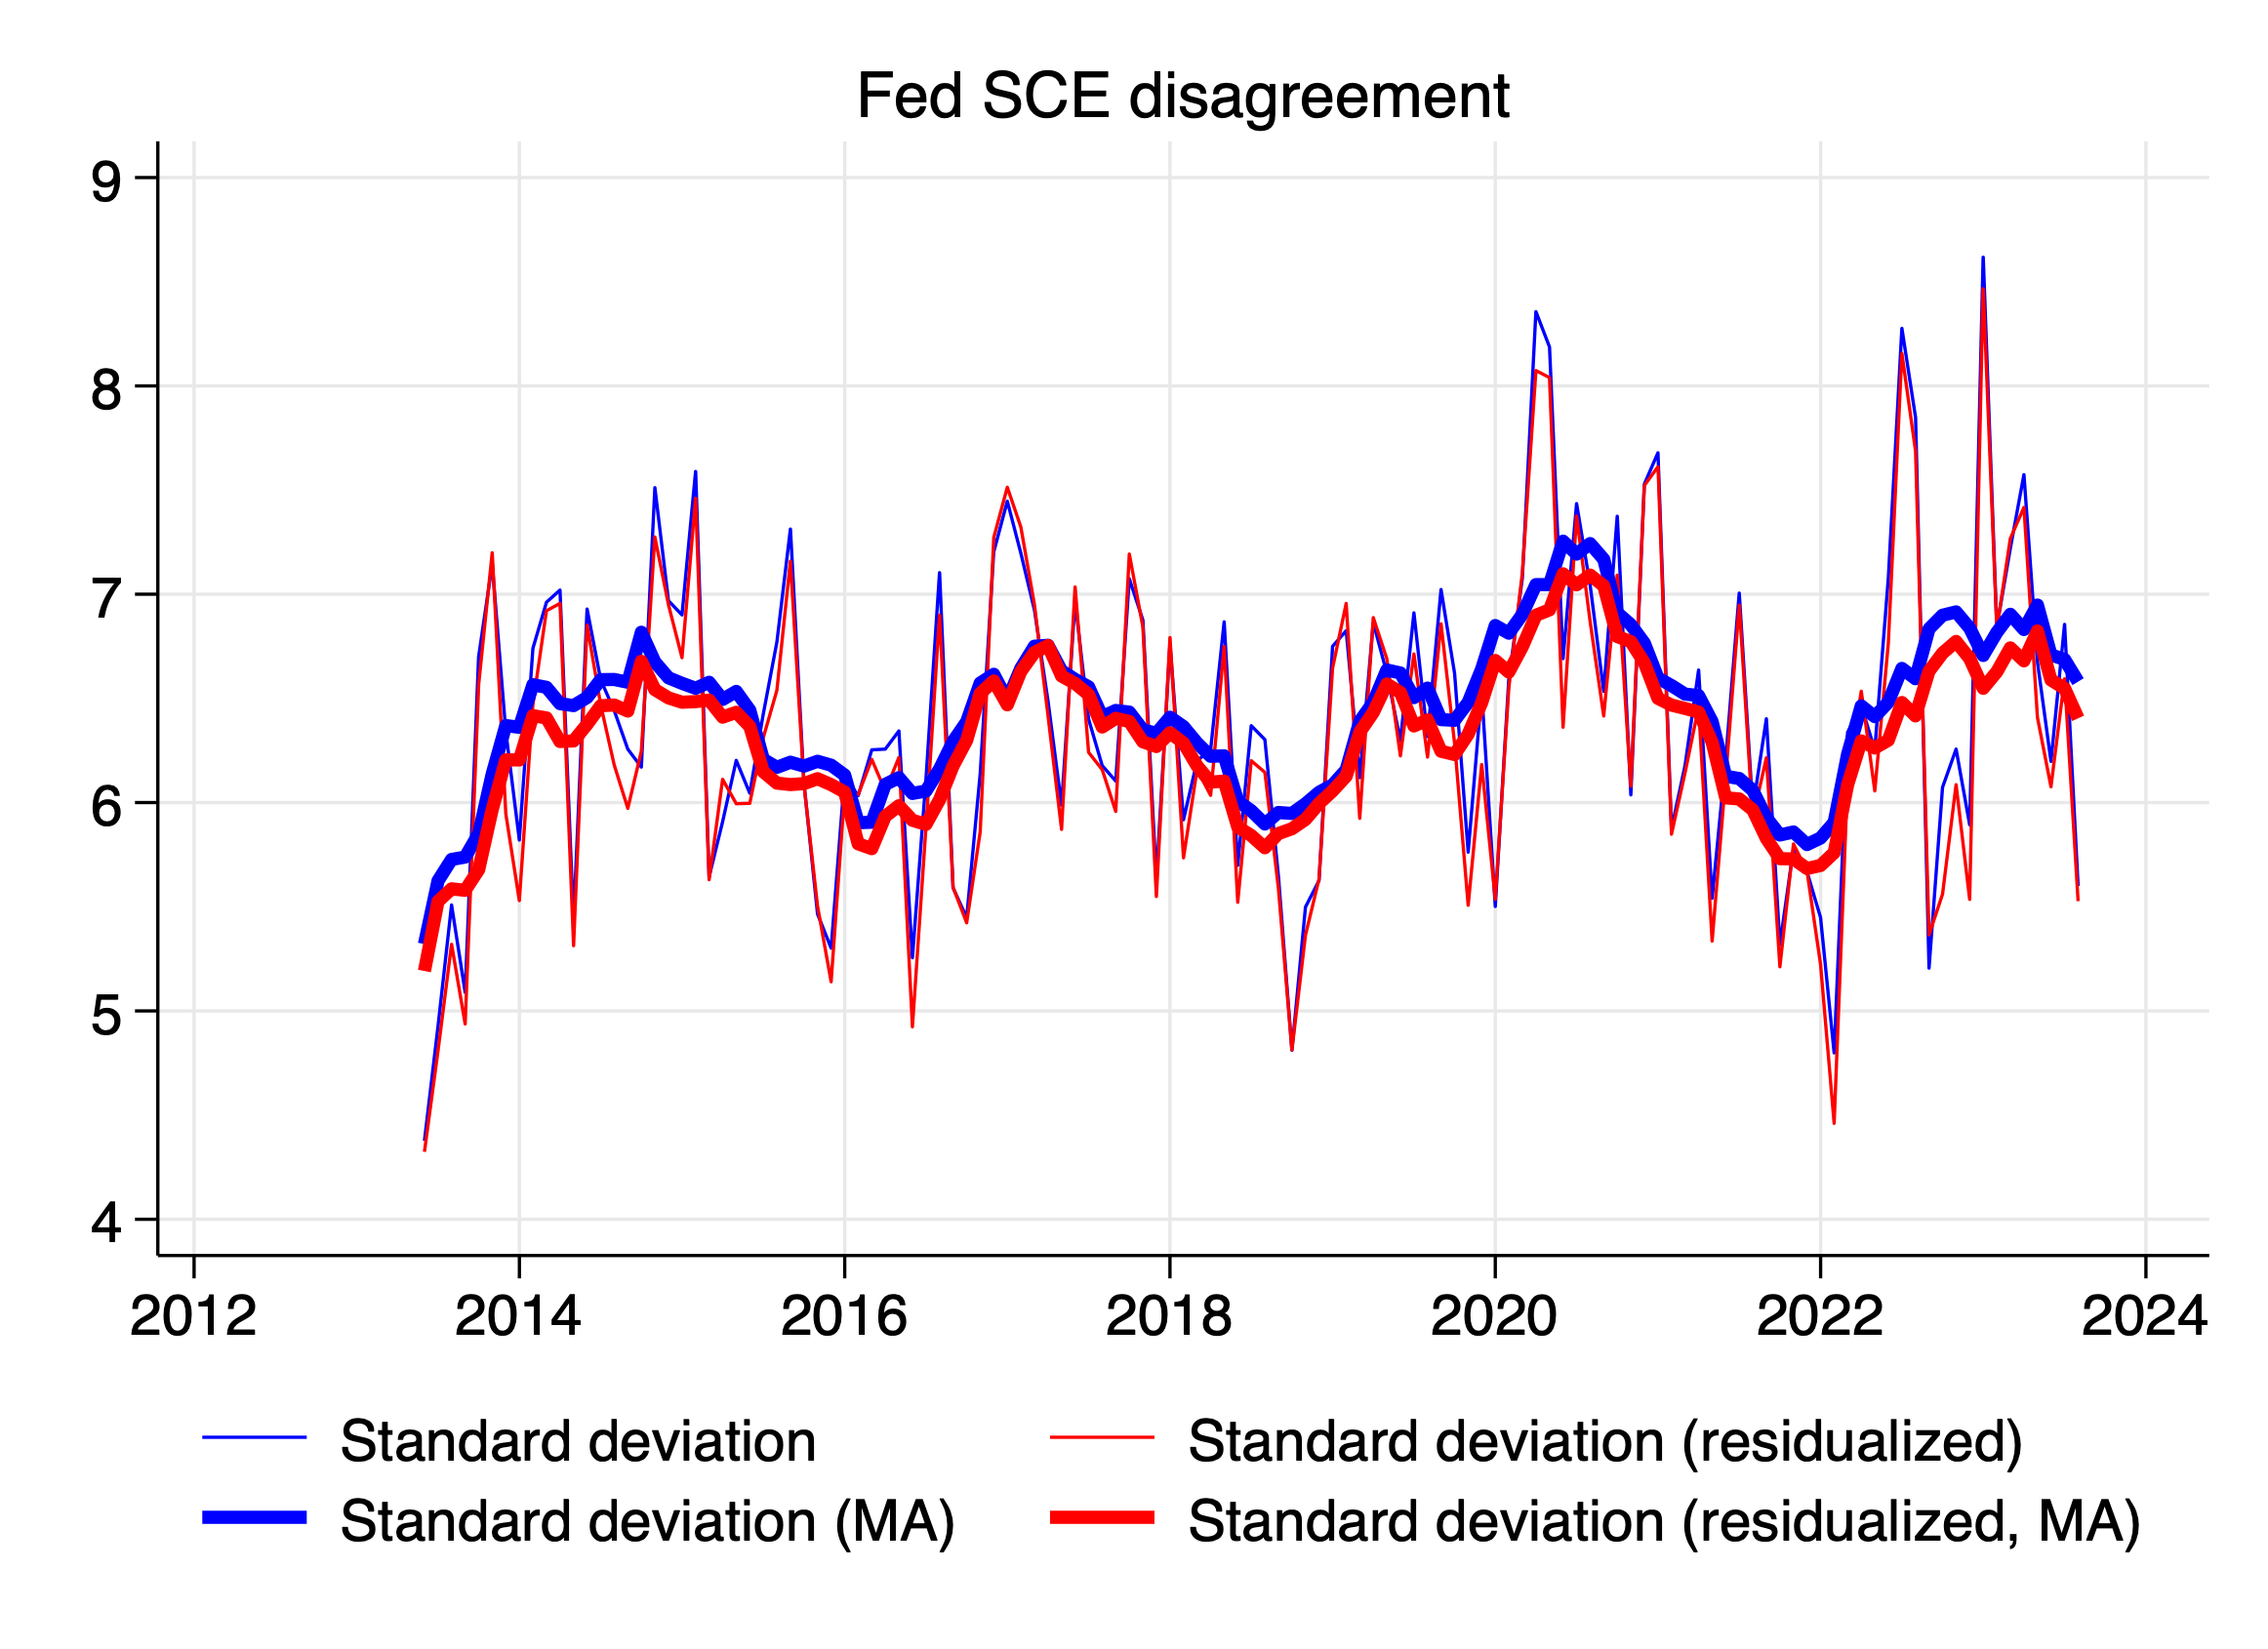 Fed SCE disagreement
9
8
7
6
5
4
2012 2014 2016 2018 2020 2022 2024
Standard deviation Standard deviation (residualized)
Standard deviation (MA) Standard deviation (residualized, MA)